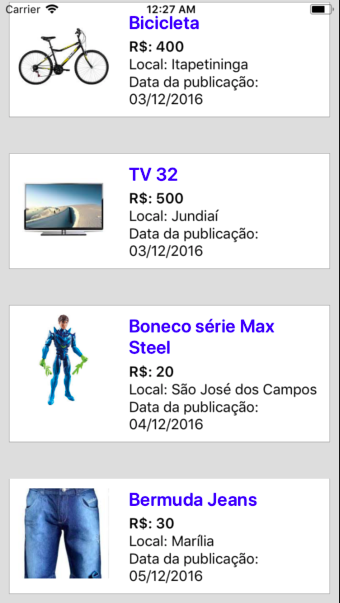 Carrier 12:27 AM
Bicicleta
R$: 400
Local: Itapetininga
Data da publicação:
03/12/2016
TV 32
R$: 500
Local: Jundiaí
Data da publicação:
03/12/2016
Boneco série Max
Steel
R$: 20
Local: São José dos Campos
Data da publicação:
04/12/2016
Bermuda Jeans
R$: 30
Local: Marília
Data da publicação:
05/12/2016